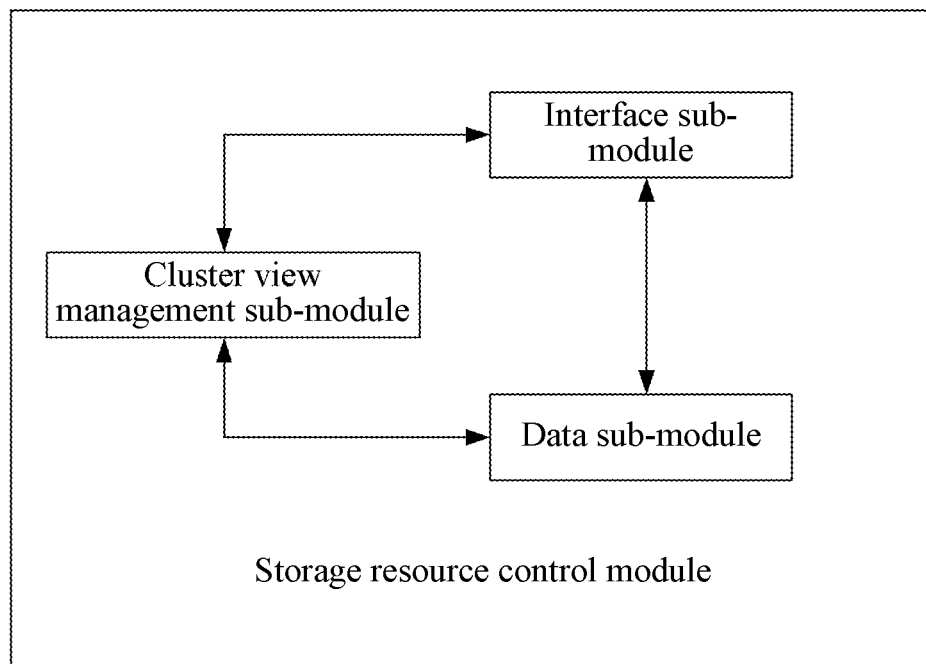 Interface sub-
module
Cluster view
management sub-module
Data sub-module
Storage resource control module